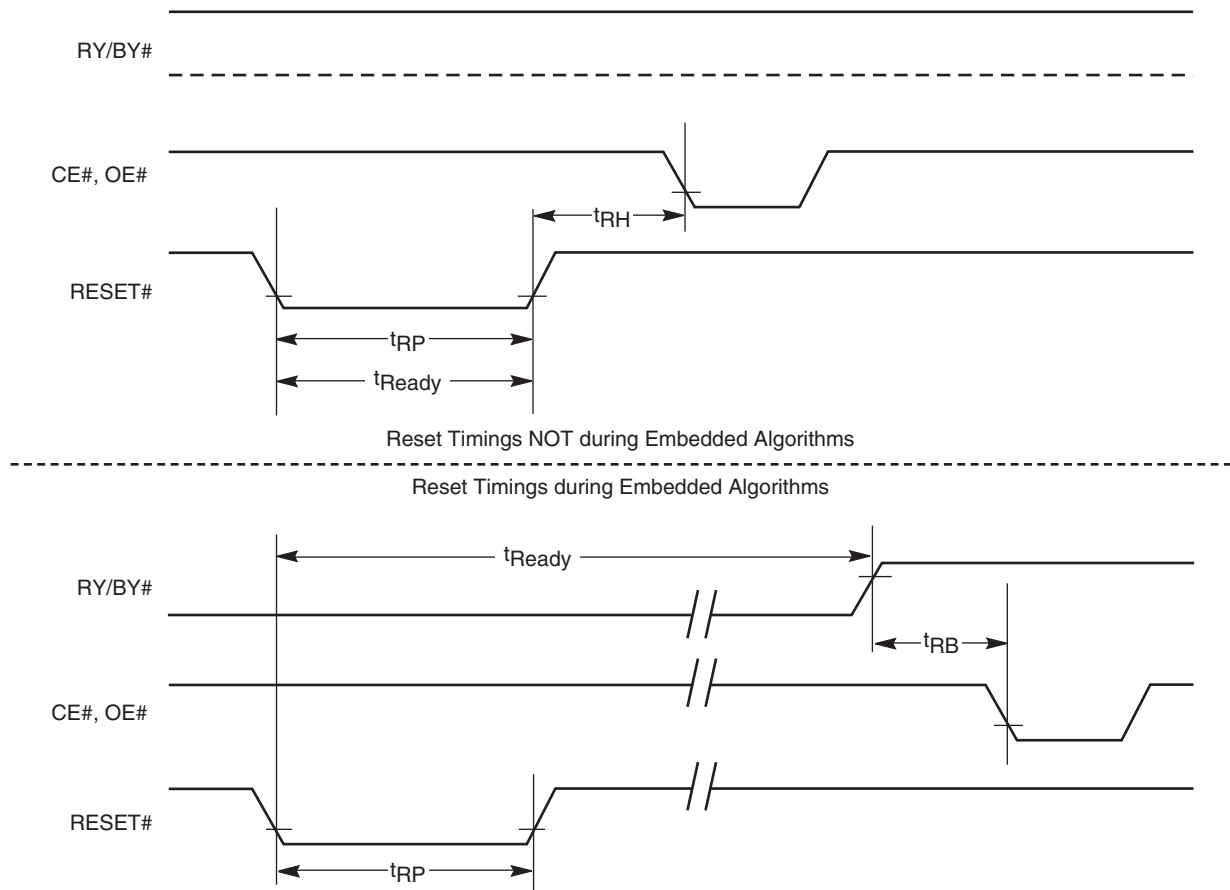 RY/BY#
CE#, OE#
tRH
RESET#
tRP
tReady
Reset Timings NOT during Embedded Algorithms
Reset Timings during Embedded Algorithms
tReady
RY/BY#
tRB
CE#, OE#
RESET#
tRP